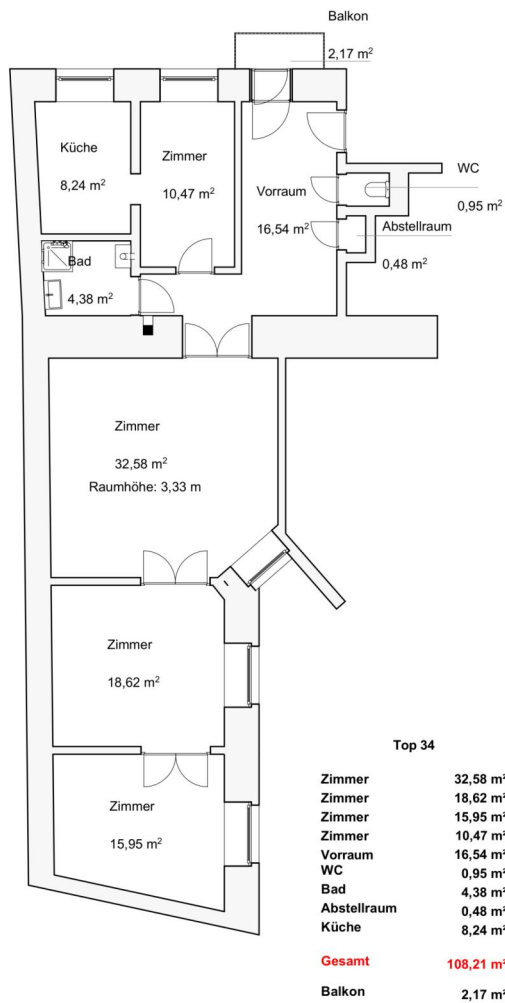 Balkon
2,17 m²
Küche
8,24 m²
Zimmer
10,47 m²
Vorraum
16,54 m²
WC
0,95 m²
Abstellraum
0,48 m²
Bad
4,38 m²
Zimmer
32,58 m²
Raumhöhe: 3,33 m
Zimmer
18,62 m²
Zimmer
15,95 m²
Top 34
Zimmer 32,58 m²
Zimmer 18,62 m²
Zimmer 15,95 m²
Zimmer 10,47 m²
Vorraum 16,54 m²
WC 0,95 m²
Bad 4,38 m²
Abstellraum 0,48 m²
Küche 8,24 m²
Gesamt 108,21 m²
Balkon 2,17 m²